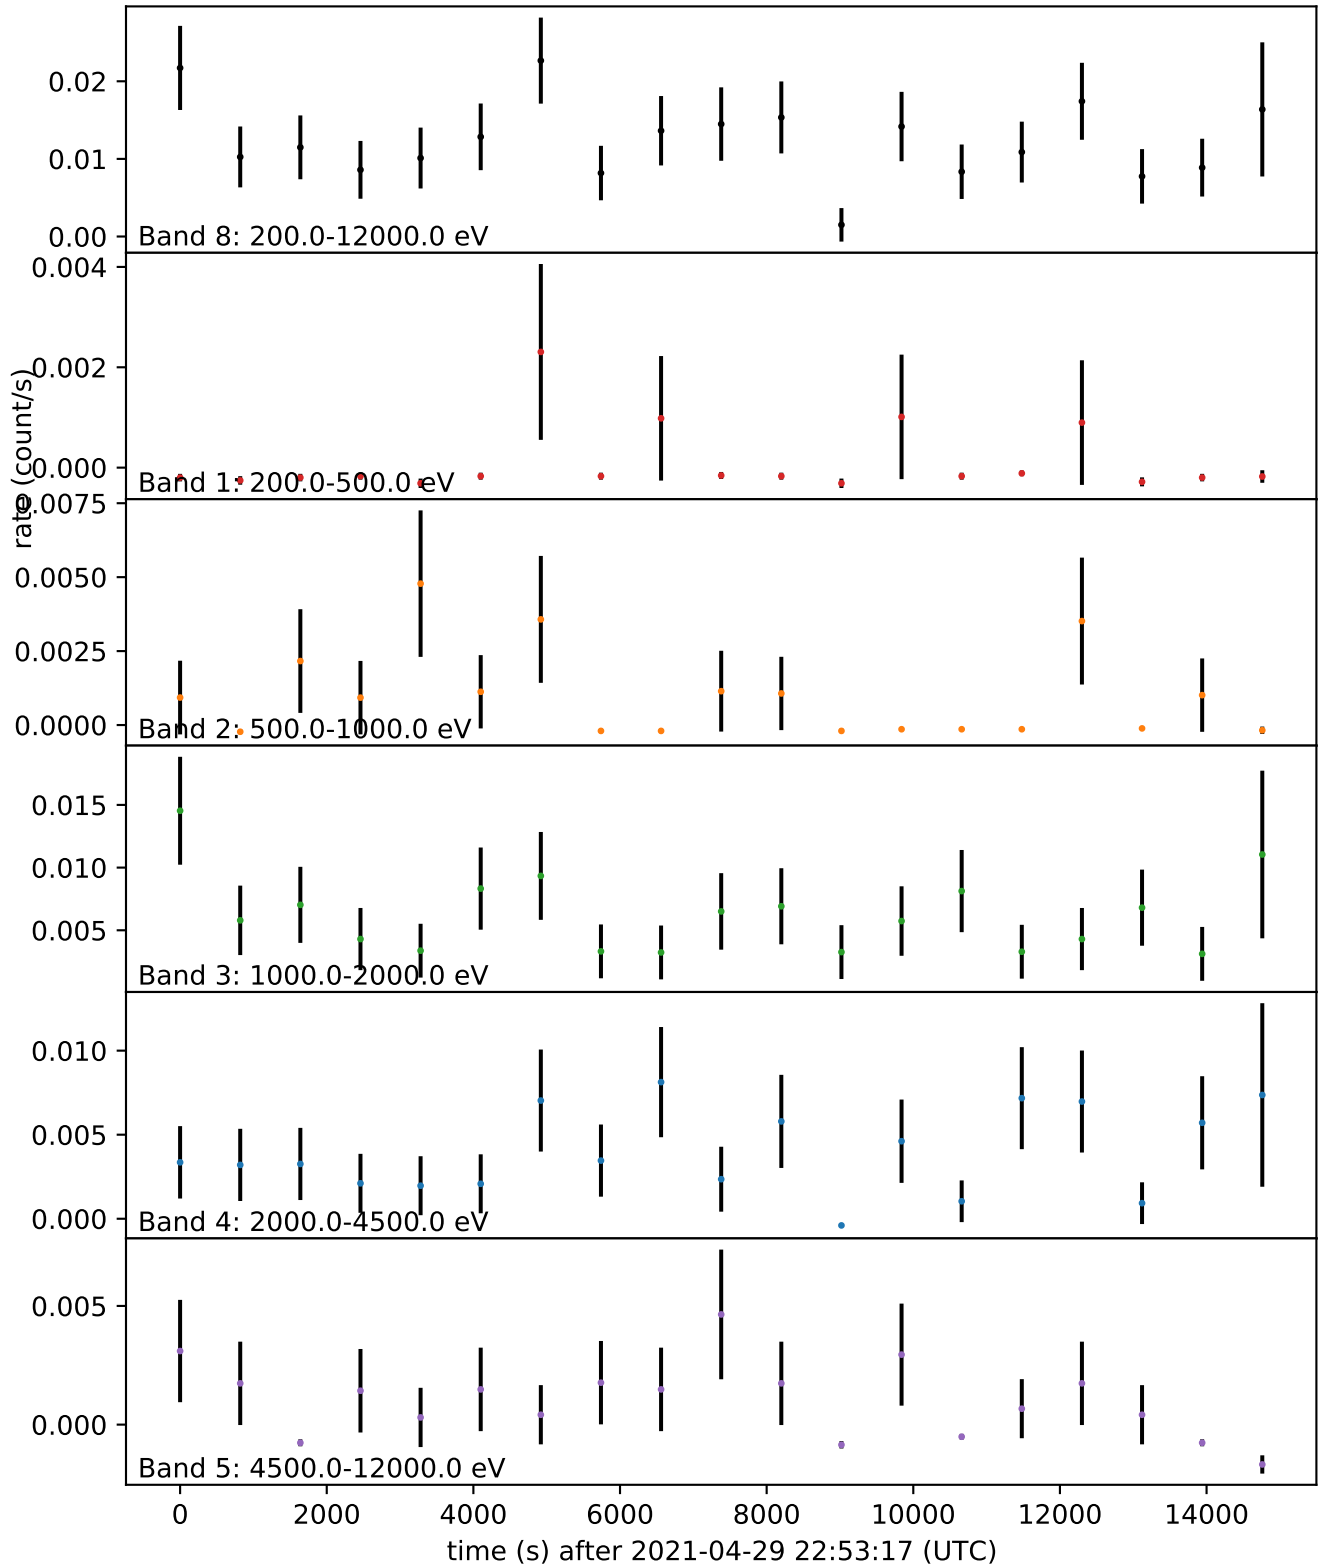 0.02
0.01
0.00
Band 8: 200.0-12000.0 eV
0.004
0.002
0.000
Band 1: 200.0-500.0 eV
rate (count/s)
0.0075
0.0050
0.0025
0.0000
Band 2: 500.0-1000.0 eV
0.015
0.010
0.005
Band 3: 1000.0-2000.0 eV
0.010
0.005
0.000
Band 4: 2000.0-4500.0 eV
0.005
0.000
Band 5: 4500.0-12000.0 eV
0 2000 4000 6000 8000 10000 12000 14000
time (s) after 2021-04-29 22:53:17 (UTC)